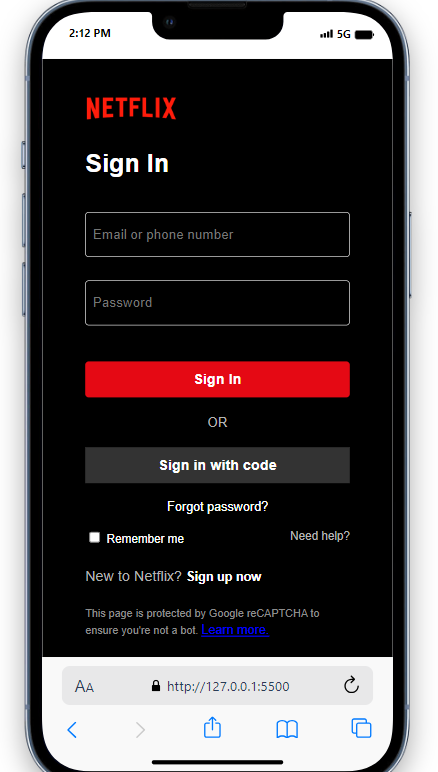 2:12 PM 5G
NETFLIX
Sign In
Email or phone number
Password
Sign In
OR
Sign in with code
Forgot password?
Remember me Need help?
New to Netflix? Sign up now
This page is protected by Google reCAPTCHA to
ensure you're not a bot. Learn more.
AA http://127.0.0.1:5500